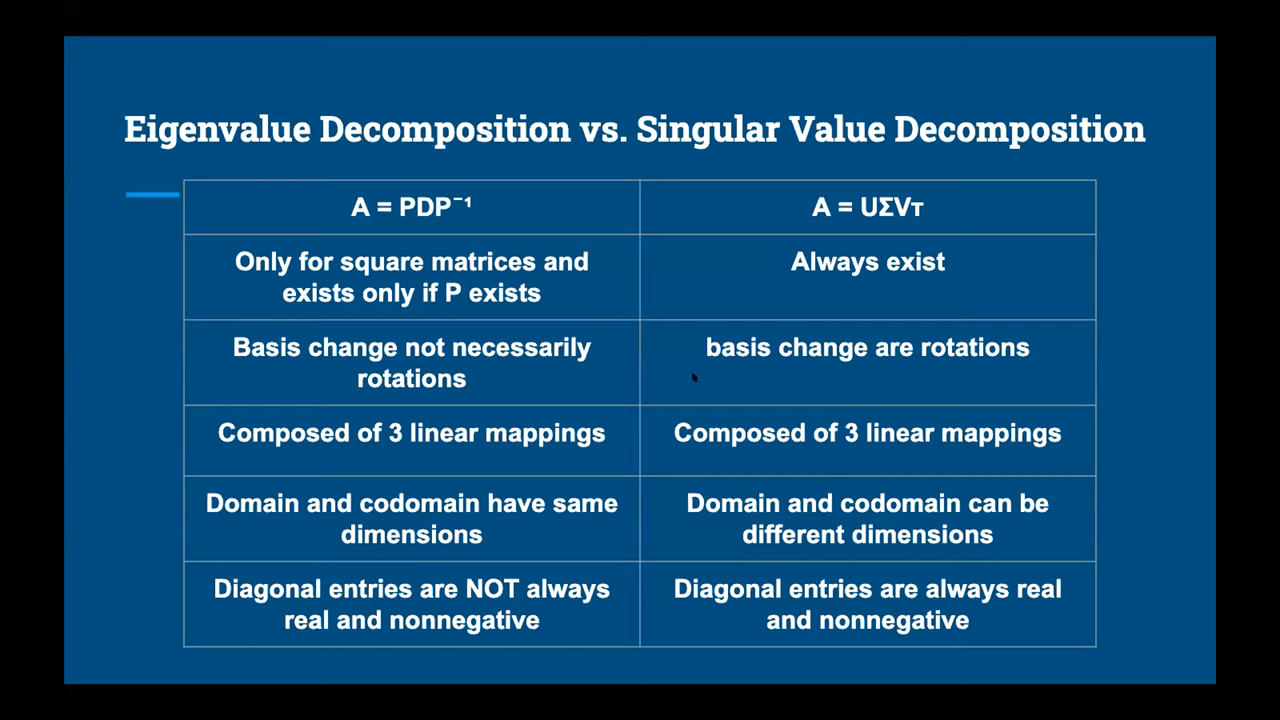 Eigenvalue Decomposition vs. Singular Value Decomposition
A = PDP⁻¹
A = UΣVᴛ
Only for square matrices and
exists only if P exists
Always exist
Basis change not necessarily
rotations
basis change are rotations
Composed of 3 linear mappings
Composed of 3 linear mappings
Domain and codomain have same
dimensions
Domain and codomain can be
different dimensions
Diagonal entries are NOT always
real and nonnegative
Diagonal entries are always real
and nonnegative